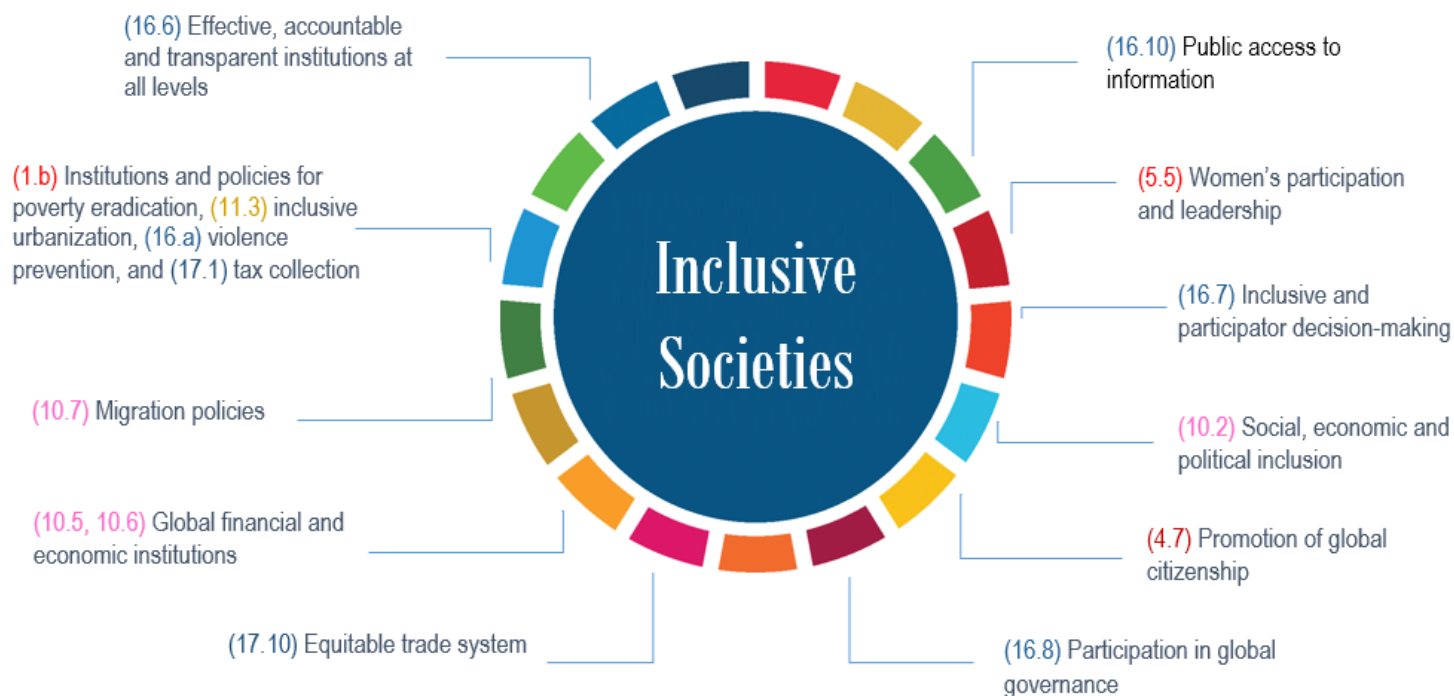 (16.6) Effective, accountable
and transparent institutions at
all levels
(1.b) Institutions and policies for
poverty eradication, (11.3) inclusive
urbanization, (16.a) violence
prevention, and (17.1) tax collection
(10.7) Migration policies
(10.5, 10.6) Global financial and
economic institutions
(17.10) Equitable trade system
Inclusive
Societies
(16.10) Public access to
information
(5.5) Women’s participation
and leadership
(16.7) Inclusive and
participator decision-making
(10.2) Social, economic and
political inclusion
(4.7) Promotion of global
citizenship
(16.8) Participation in global
governance